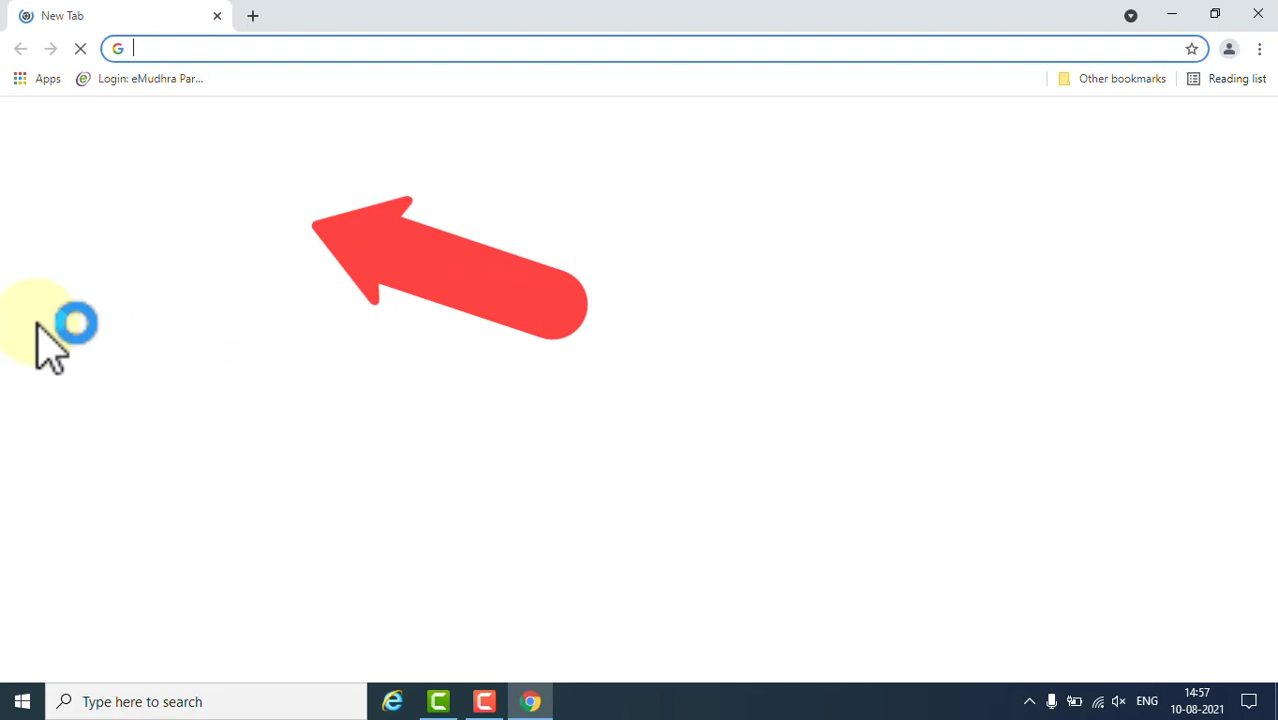 New Tab
Apps
Login: eMudhra Par...
Other bookmarks
Reading list
Type here to search
ENG
14:57
10-08-2021